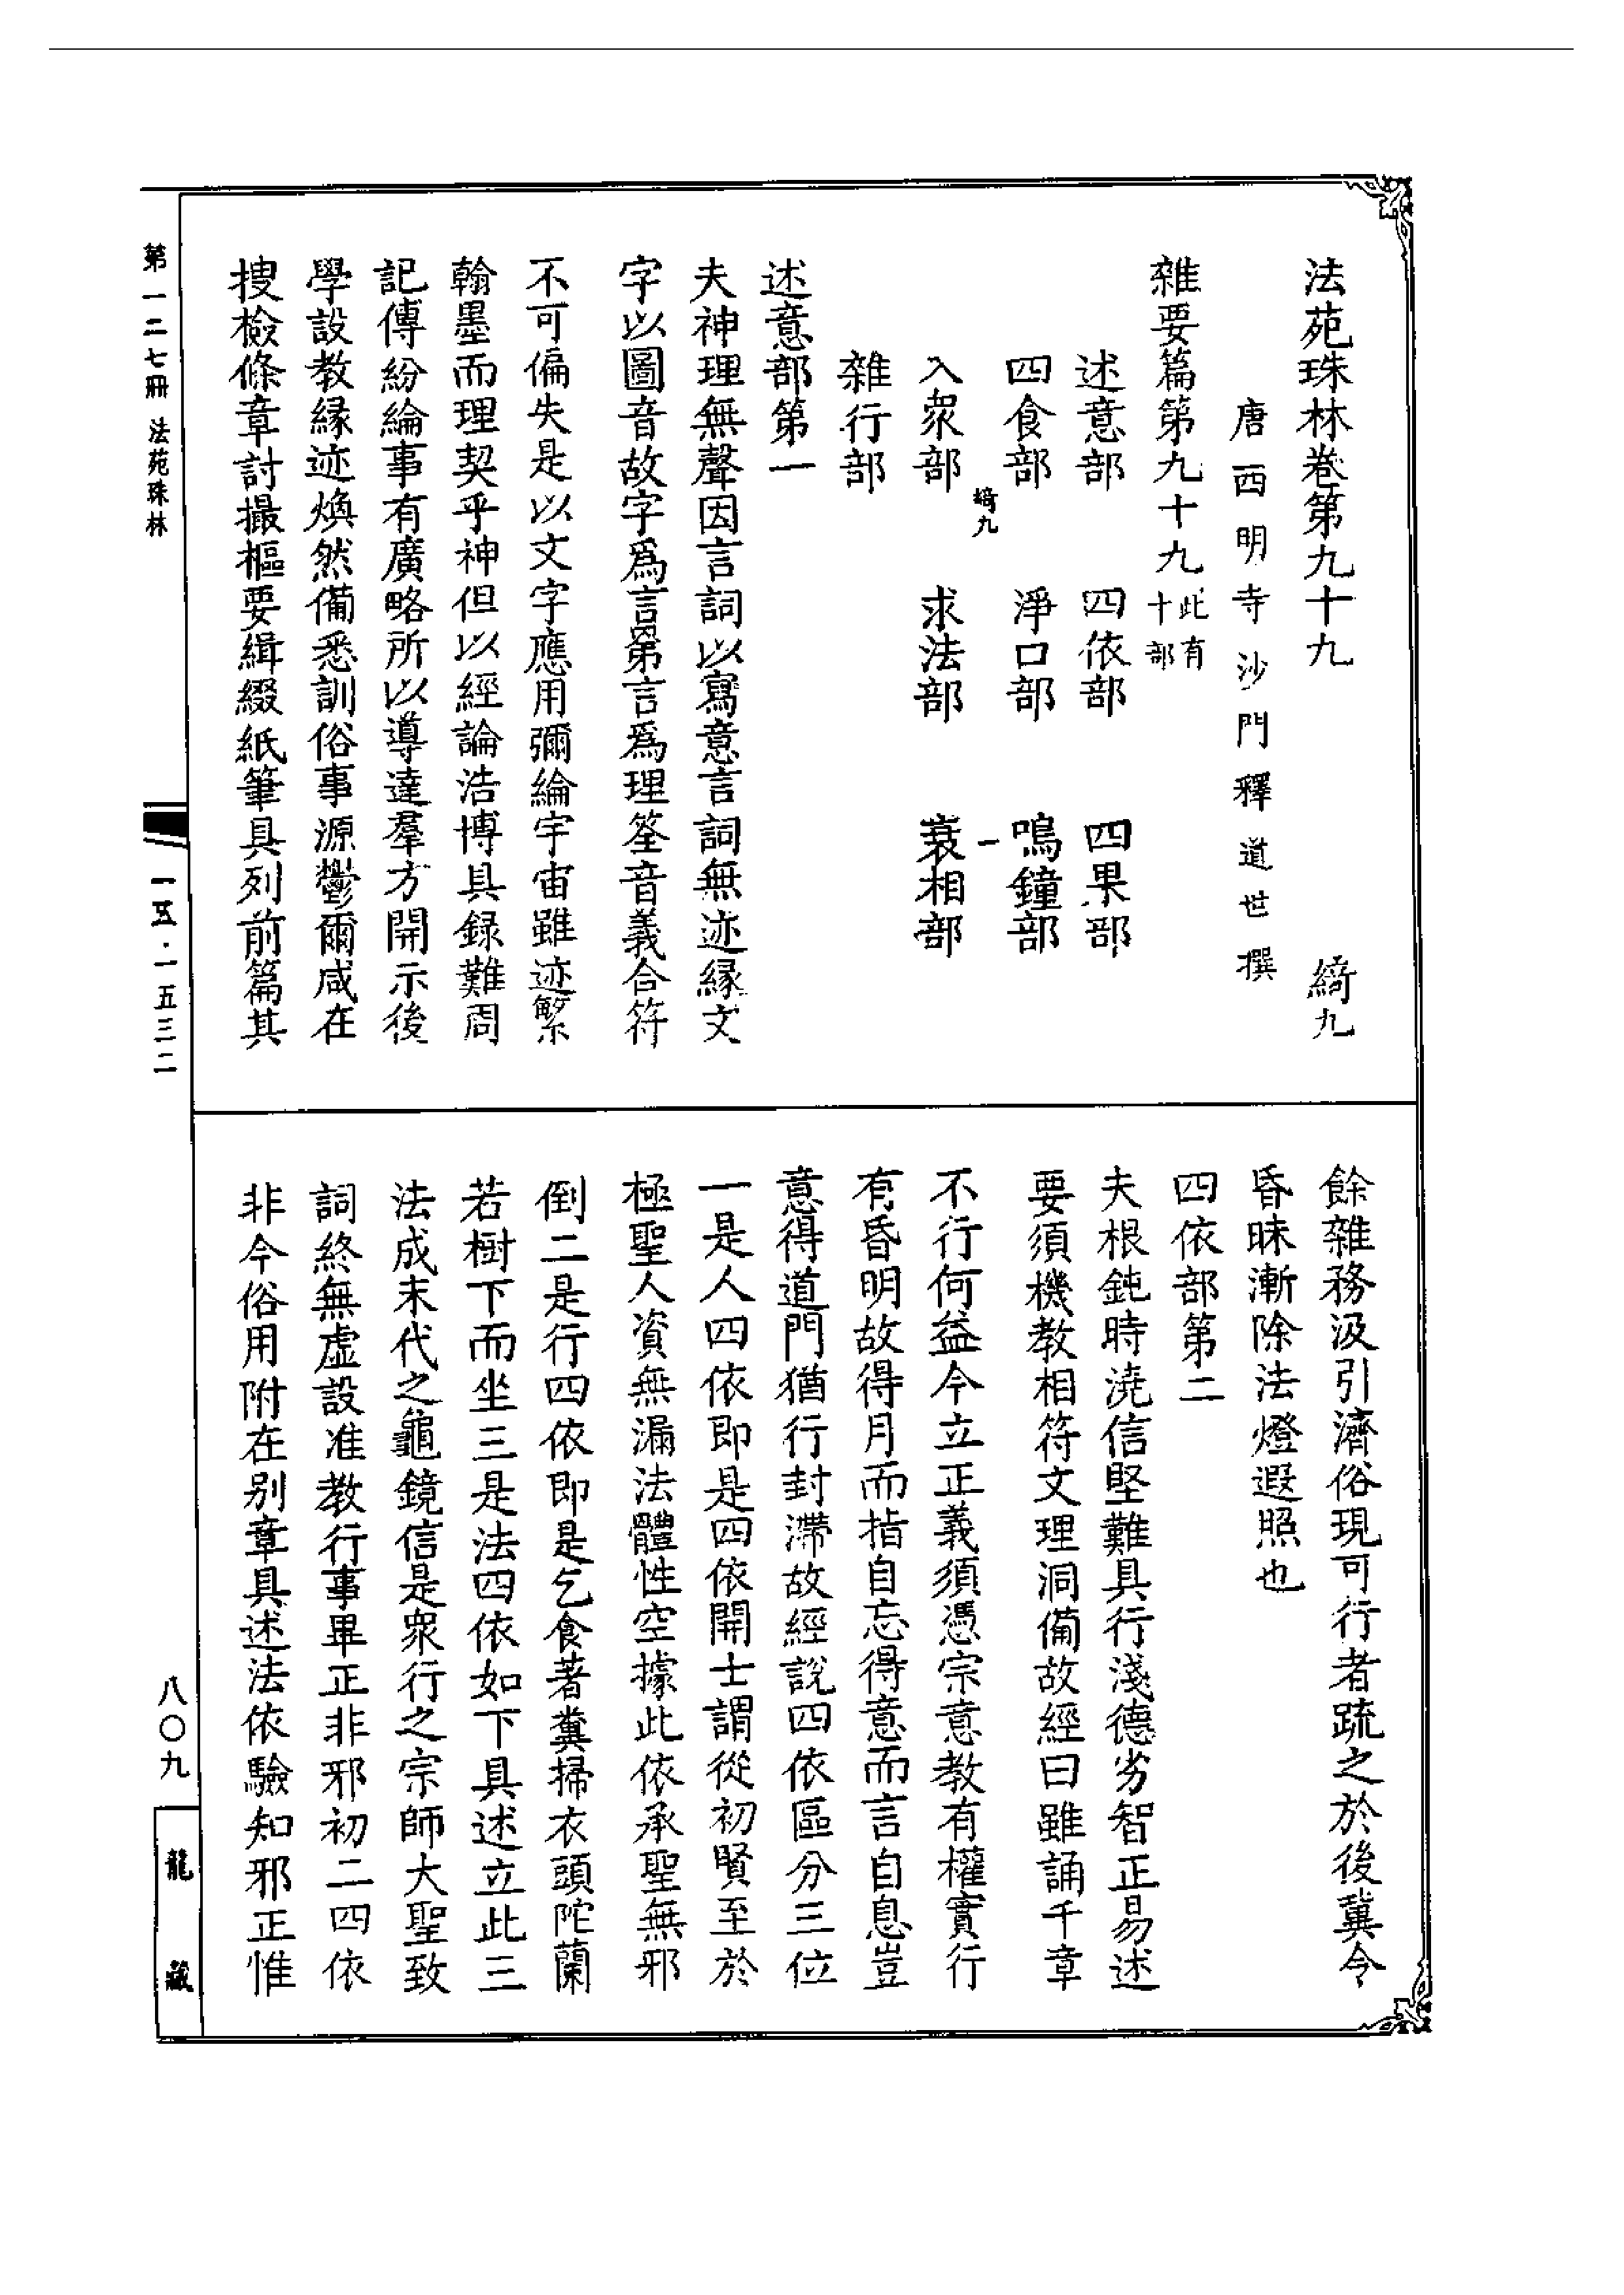 法苑珠林卷第九十九　綺九
唐西明寺沙門釋道世撰
雜要篇第九十九此有十部
述意部　四依部　四果部
四食部　淨口部　鳴鐘部
綺九　一
入衆部　求法部　衰相部
雜行部
述意部第一
夫神理無聲因言詞以寫意言詞無迹緣文
字以圖音故字爲言第言爲理筌音義合符
不可偏失是以文字應用彌綸宇宙雖迹繫
翰墨而理契乎神但以經論浩博具録難周
記傳紛綸事有廣略所以導達羣方開示後
學設教緣迹煥然備悉訓俗事源鬱爾咸在
搜檢條章討撮樞要緝綴紙筆具列前篇其
餘雜務汲引濟俗現可行者疏之於後冀令
昏昧漸除法燈遐照也
四依部第二
夫根鈍時澆信堅難具行淺德劣智正易述
要須機教相符文理洞備故經曰雖誦千章
不行何益今立正義須憑宗意教有權實行
有昏明故得月而指自忘得意而言自息豈
意得道門猶行封滯故經說四依區分三位
一是人四依即是四依開士謂從初賢至於
極聖人資無漏法體性空據此依承聖無邪
倒二是行四依即是乞食著糞掃衣頭陀蘭
若樹下而坐三是法四依如下具述立此三
法成末代之龜鏡信是衆行之宗師大聖致
詞終無虛設准教行事畢正非邪初二四依
非今俗用附在别章具述法依驗知邪正惟
第一二七冊　法苑珠林
一五·一五三二
八〇九
龍藏